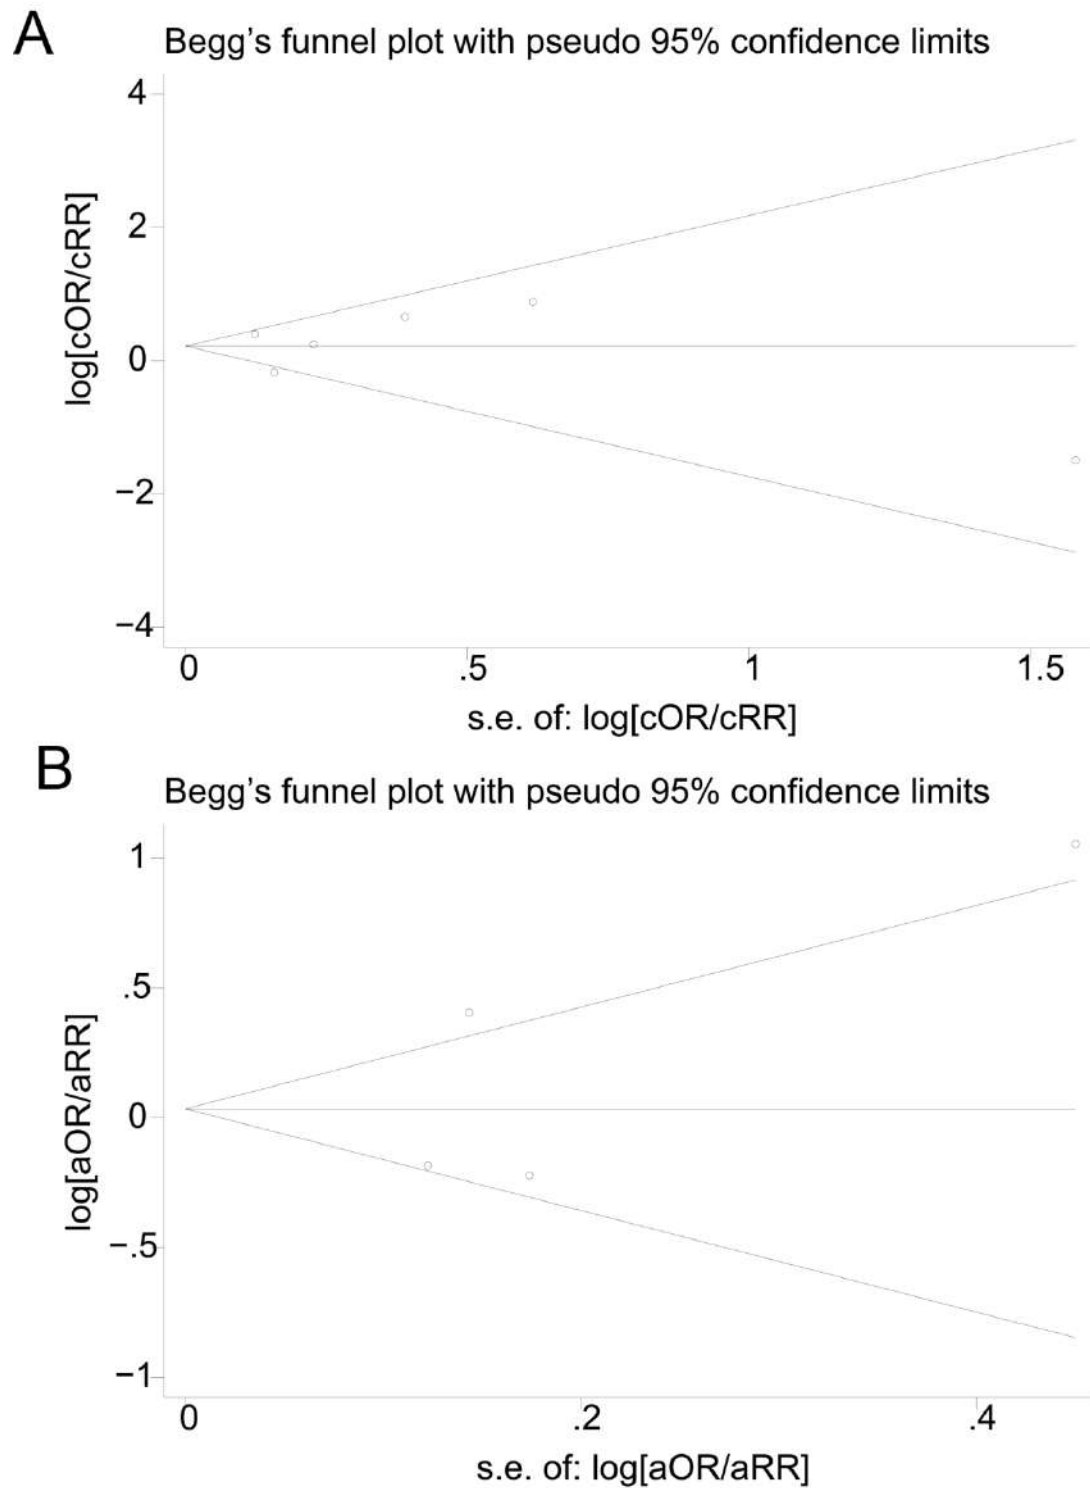 A
Begg’s funnel plot with pseudo 95% confidence limits
4
2
0
−2
−4
log[cOR/cRR]
0 .5 1 1.5
s.e. of: log[cOR/cRR]
B
Begg’s funnel plot with pseudo 95% confidence limits
1
.5
0
−.5
−1
log[aOR/aRR]
0 .2 .4
s.e. of: log[aOR/aRR]